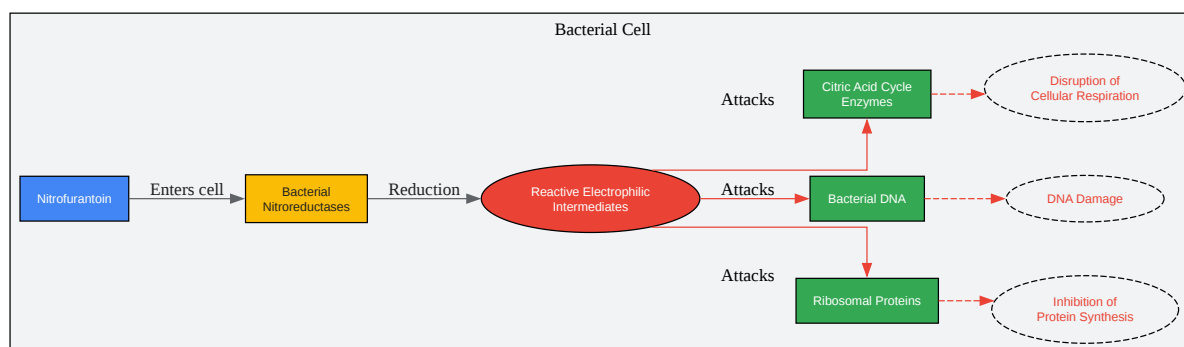 Bacterial Cell
Nitrofurantoin
Enters cell
Bacterial
Nitroreductases
Reduction
Reactive Electrophilic
Intermediates
Attacks
Citric Acid Cycle
Enzymes
Disruption of
Cellular Respiration
Attacks
Bacterial DNA
DNA Damage
Attacks
Ribosomal Proteins
Inhibition of
Protein Synthesis